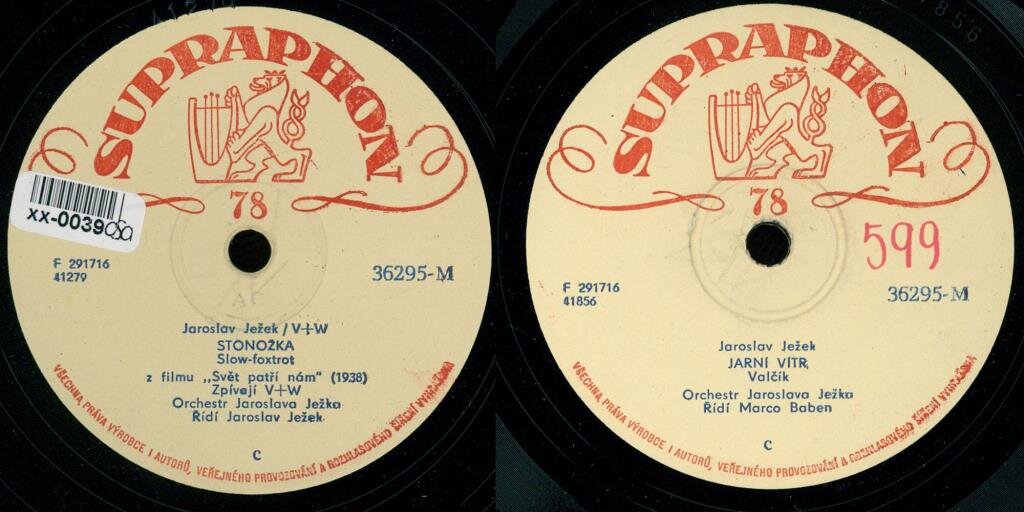 SUPRAPHON
78
XX-0039
F 291716
41279
36295-M
Jaroslav Ježek / V+W
STONOŽKA
Slow-foxtrot
z filmu ,,Svět patří nám" (1938)
Zpívají V+W
Orchestr Jaroslava Ježka
Řídí Jaroslav Ježek
C
VŠECHNA PRÁVA VÝROBCE I AUTORŮ, VEŘEJNÉHO PROVOZOVÁNÍ A ROZHLASOVÉHO ŠÍŘENÍ VYHRAŽENA
SUPRAPHON
78
599
F 291716
41856
36295-M
Jaroslav Ježek
JARNÍ VÍTR
Valčík
Orchestr Jaroslava Ježka
Řídí Marco Baben
C
VŠECHNA PRÁVA VÝROBCE I AUTORŮ, VEŘEJNÉHO PROVOZOVÁNÍ A ROZHLASOVÉHO ŠÍŘENÍ VYHRAŽENA